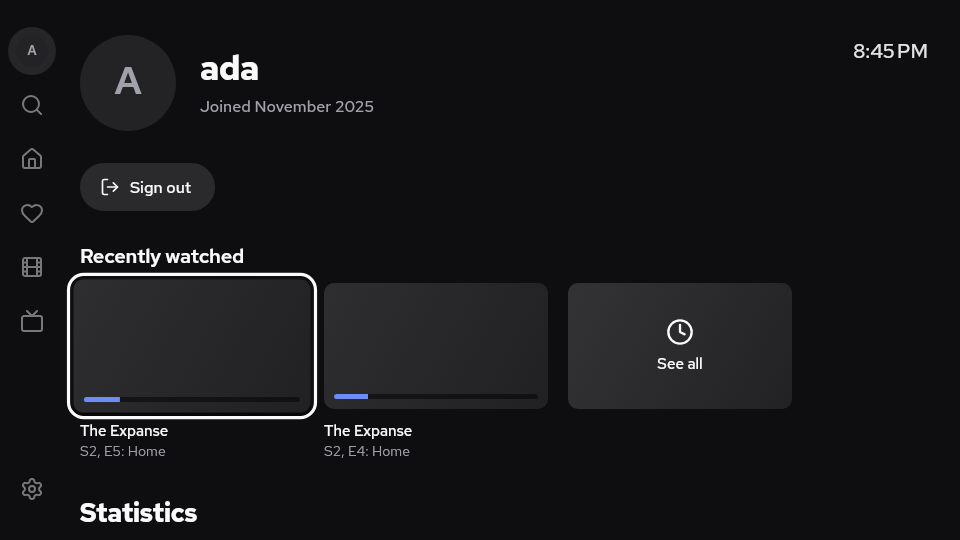 A
A
ada
Joined November 2025
8:45 PM
Sign out
Recently watched
See all
The Expanse
S2, E5: Home
The Expanse
S2, E4: Home
Statistics